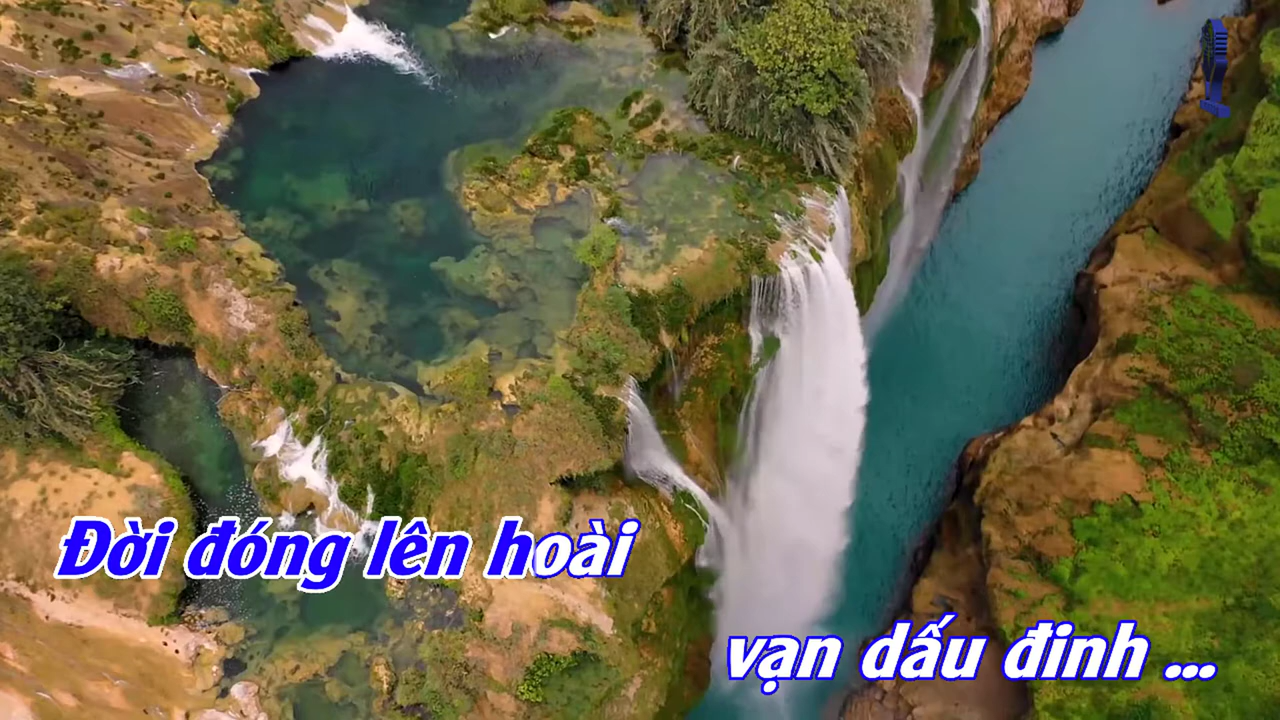 Đời đóng lên hoài
vạn dấu đinh ...